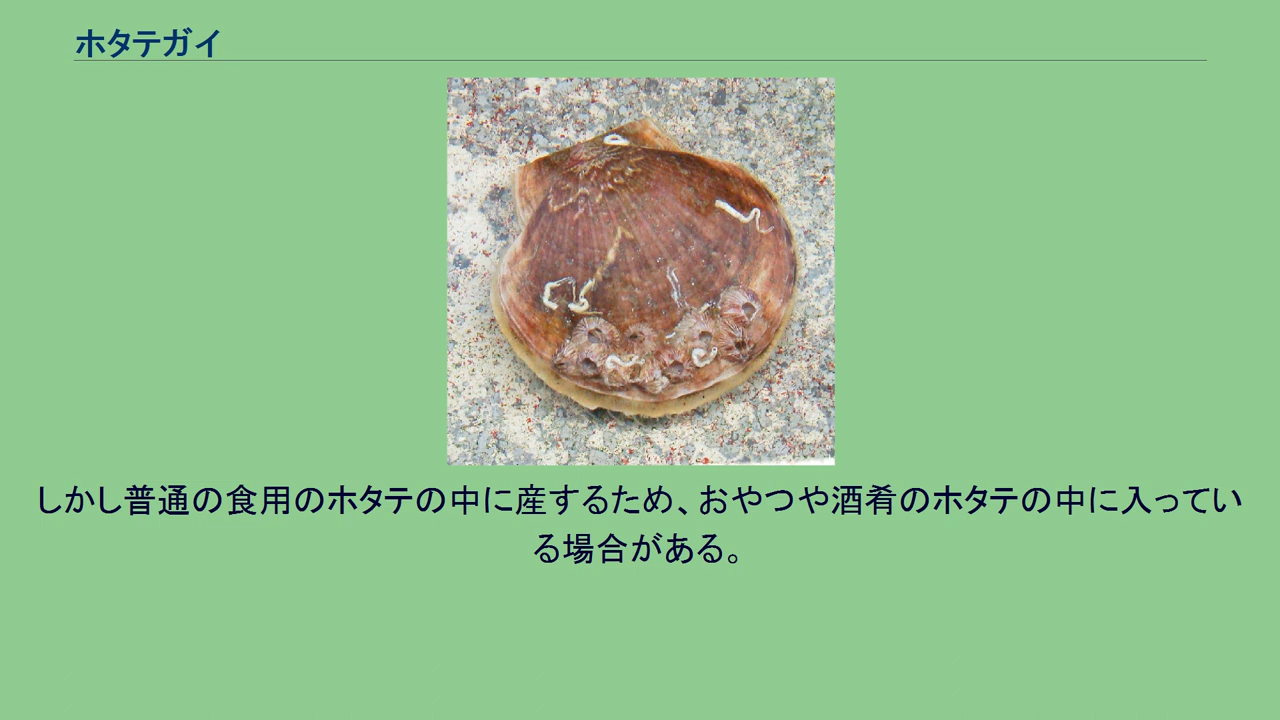 ホタテガイ
しかし普通の食用のホタテの中に産するため、おやつや酒肴のホタテの中に入ってい
る場合がある。